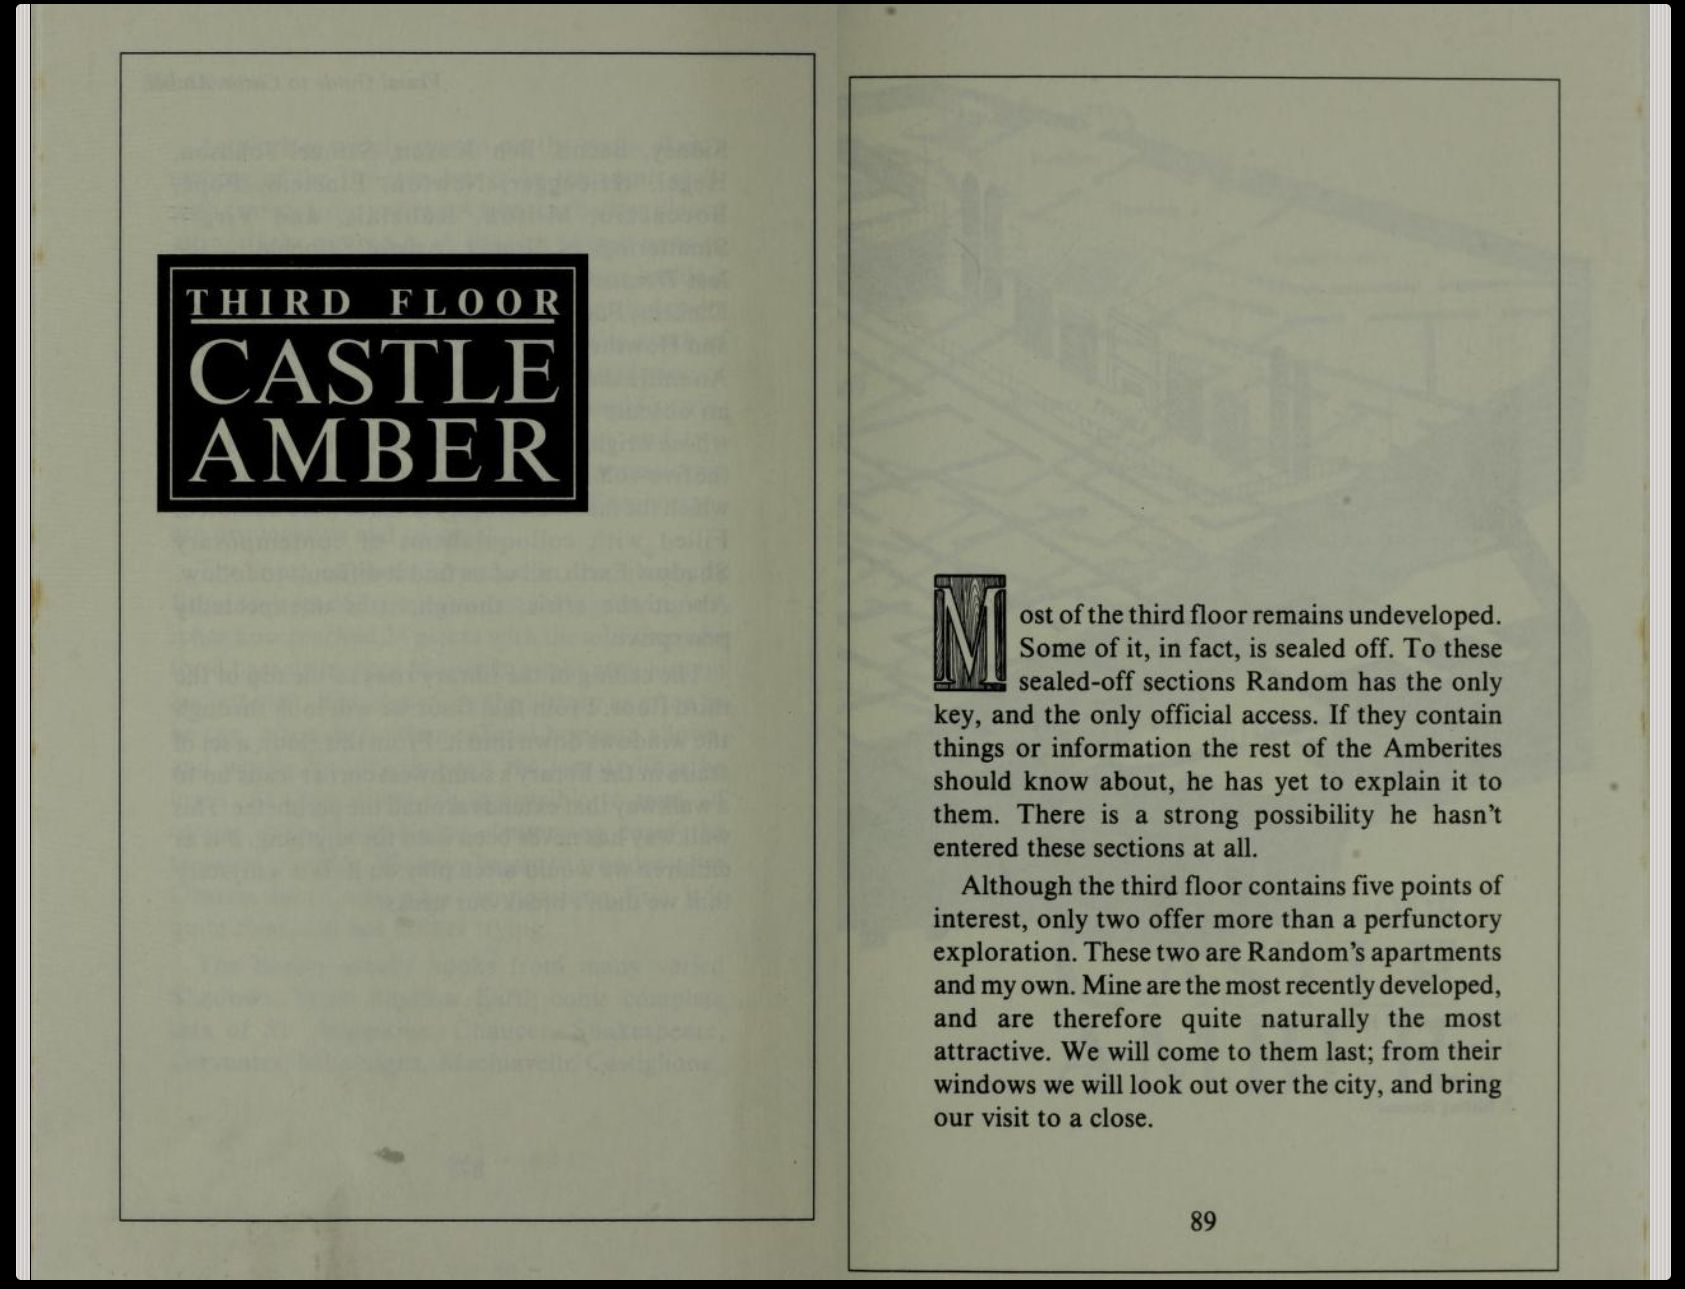 THIRD FLOOR
CASTLE
AMBER
Most of the third floor remains undeveloped.
Some of it, in fact, is sealed off. To these
sealed-off sections Random has the only
key, and the only official access. If they contain
things or information the rest of the Amberites
should know about, he has yet to explain it to
them. There is a strong possibility he hasn't
entered these sections at all.
Although the third floor contains five points of
interest, only two offer more than a perfunctory
exploration. These two are Random's apartments
and my own. Mine are the most recently developed,
and are therefore quite naturally the most
attractive. We will come to them last; from their
windows we will look out over the city, and bring
our visit to a close.
89